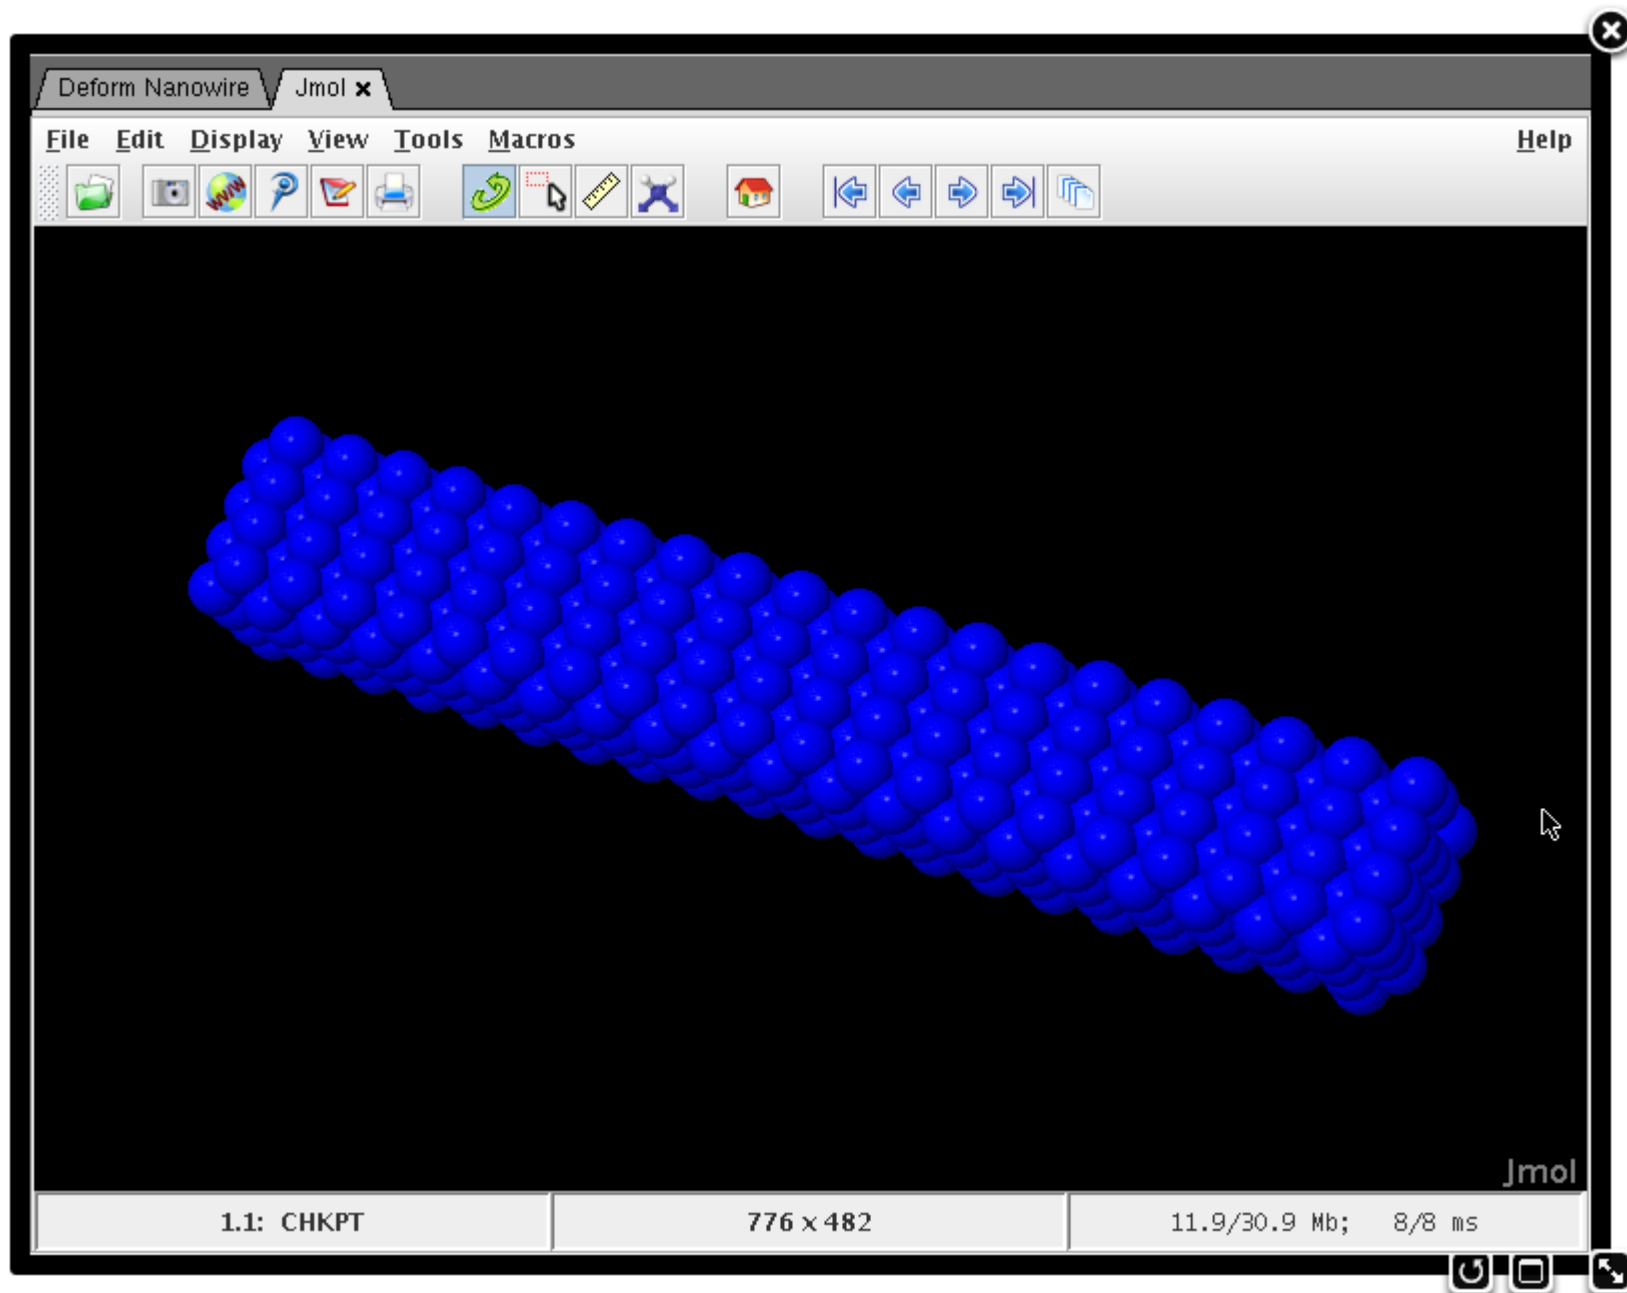 Deform Nanowire Jmol
File Edit Display View Tools Macros Help
WWW
Jmol
1.1: CHKPT 776 x 482 11.9/30.9 Mb; 8/8 ms